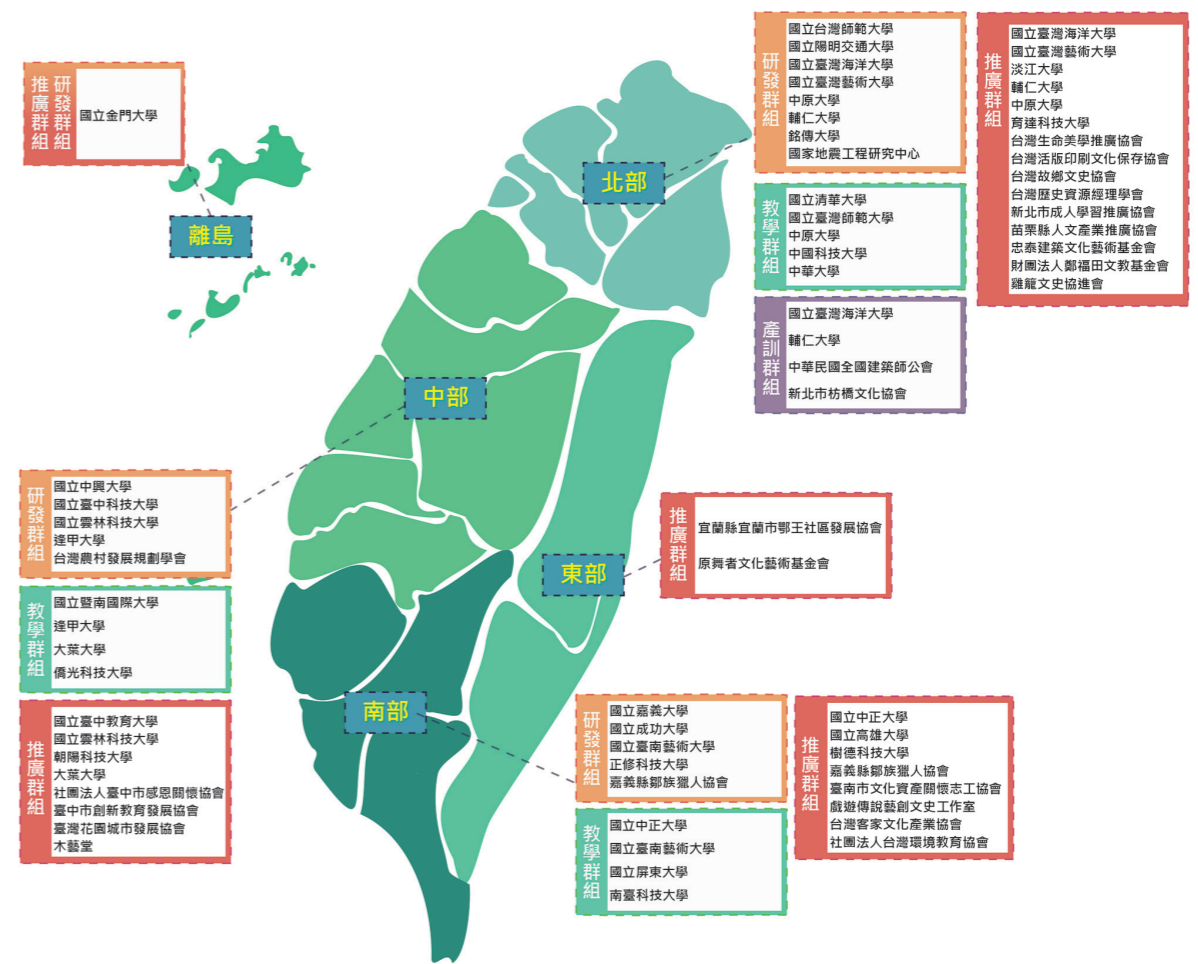 研發群組
推廣群組
國立金門大學
離島
北部
研發群組
國立台灣師範大學
國立陽明交通大學
國立臺灣海洋大學
國立臺灣藝術大學
中原大學
輔仁大學
銘傳大學
國家地震工程研究中心
教學群組
國立清華大學
國立臺灣師範大學
中原大學
中國科技大學
中華大學
產訓群組
國立臺灣海洋大學
輔仁大學
中華民國全國建築師公會
新北市枋橋文化協會
推廣群組
國立臺灣海洋大學
國立臺灣藝術大學
淡江大學
輔仁大學
中原大學
育達科技大學
台灣生命美學推廣協會
台灣活版印刷文化保存協會
台灣故鄉文史協會
台灣歷史資源經理學會
新北市成人學習推廣協會
苗栗縣人文產業推廣協會
忠泰建築文化藝術基金會
財團法人鄭福田文教基金會
雞籠文史協進會
中部
研發群組
國立中興大學
國立臺中科技大學
國立雲林科技大學
逢甲大學
台灣農村發展規劃學會
教學群組
國立暨南國際大學
逢甲大學
大葉大學
僑光科技大學
推廣群組
國立臺中教育大學
國立雲林科技大學
朝陽科技大學
大葉大學
社團法人臺中市感恩關懷協會
臺中市創新教育發展協會
臺灣花園城市發展協會
木藝堂
東部
推廣群組
宜蘭縣宜蘭市鄂王社區發展協會
原舞者文化藝術基金會
南部
研發群組
國立嘉義大學
國立成功大學
國立臺南藝術大學
正修科技大學
嘉義縣鄒族獵人協會
教學群組
國立中正大學
國立臺南藝術大學
國立屏東大學
南臺科技大學
推廣群組
國立中正大學
國立高雄大學
樹德科技大學
嘉義縣鄒族獵人協會
臺南市文化資產關懷志工協會
戲遊傳說藝創文史工作室
台灣客家文化產業協會
社團法人台灣環境教育協會